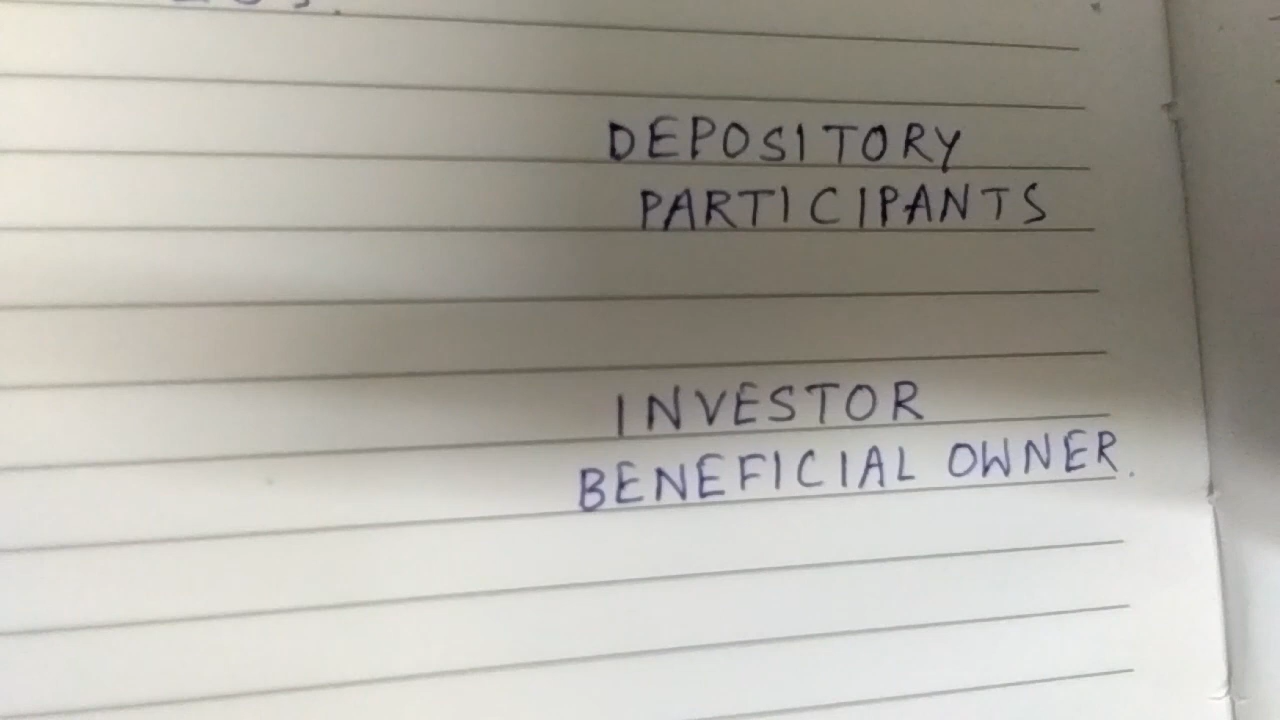 DEPOSITORY
PARTICIPANTS
INVESTOR
BENEFICIAL OWNER.